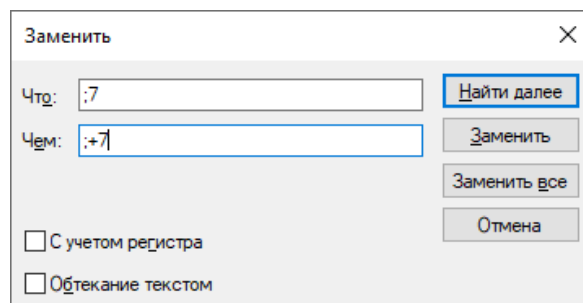 Заменить
Что: ;7
Найти далее
Чем: ;+7
Заменить
Заменить все
Отмена
С учетом регистра
Обтекание текстом